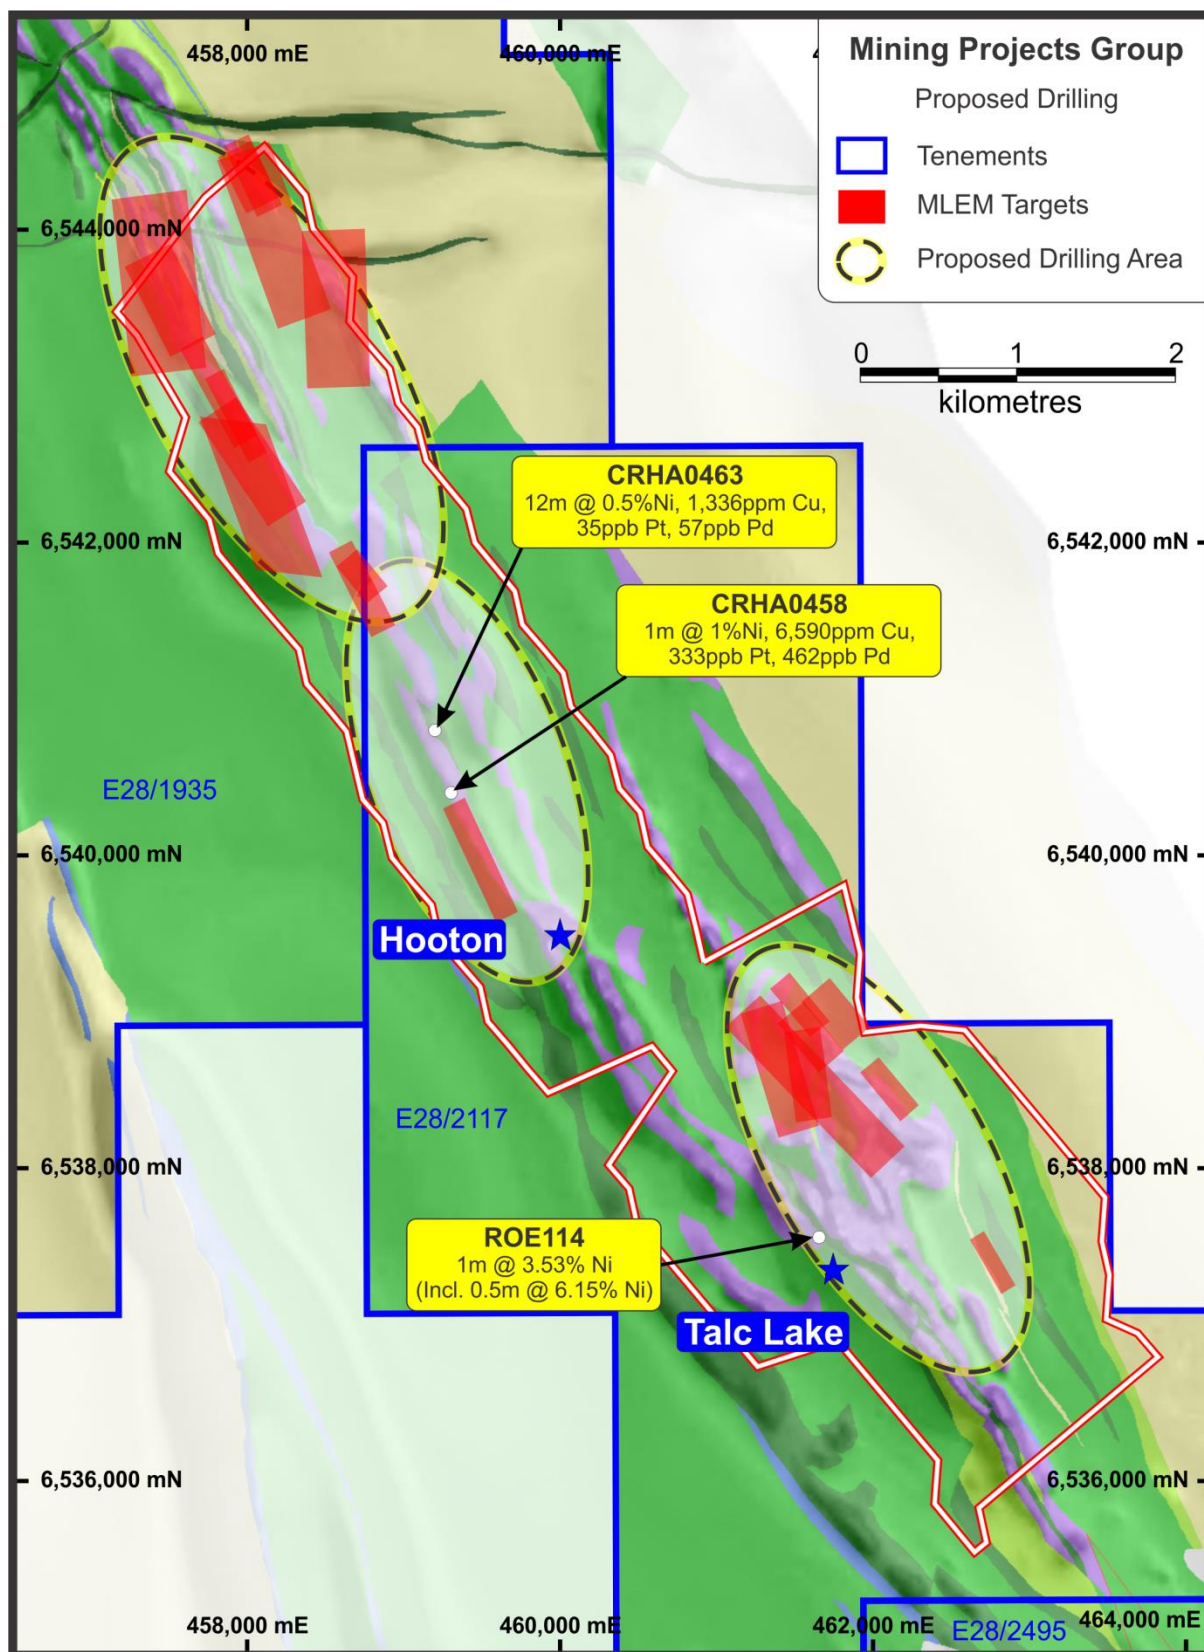 458,000 mE
460,000 mE
4
Mining Projects Group
Proposed Drilling
Tenements
MLEM Targets
Proposed Drilling Area
6,544,000 mN
0 1 2
kilometres
CRHA0463
12m @ 0.5%Ni, 1,336ppm Cu,
35ppb Pt, 57ppb Pd
6,542,000 mN
6,542,000 mN
CRHA0458
1m @ 1%Ni, 6,590ppm Cu,
333ppb Pt, 462ppb Pd
E28/1935
6,540,000 mN
6,540,000 mN
Hooton
E28/2117
6,538,000 mN
6,538,000 mN
ROE114
1m @ 3.53% Ni
(Incl. 0.5m @ 6.15% Ni)
Talc Lake
6,536,000 mN
6,536,000 mN
458,000 mE
460,000 mE
462,000 mE
464,000 mE
E28/2495